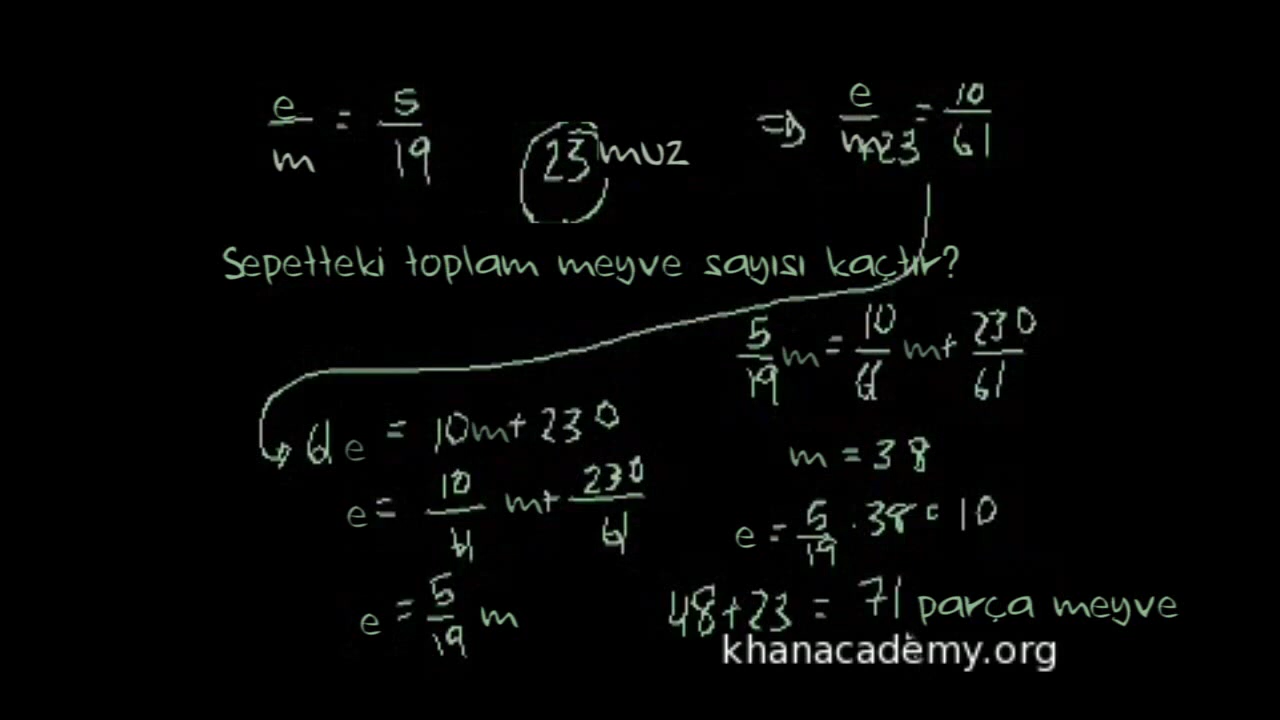 e/m = 5/19 23 muz ⇒ e/m+23 = 10/61
Sepetteki toplam meyve sayısı kaçtır?
5/19 m = 10/61 m + 230/61
61 e = 10m + 230
m = 38
e = 10/61 m + 230/61
e = 5/19 . 38 = 10
e = 5/19 m
48+23 = 71 parça meyve
khanacademy.org